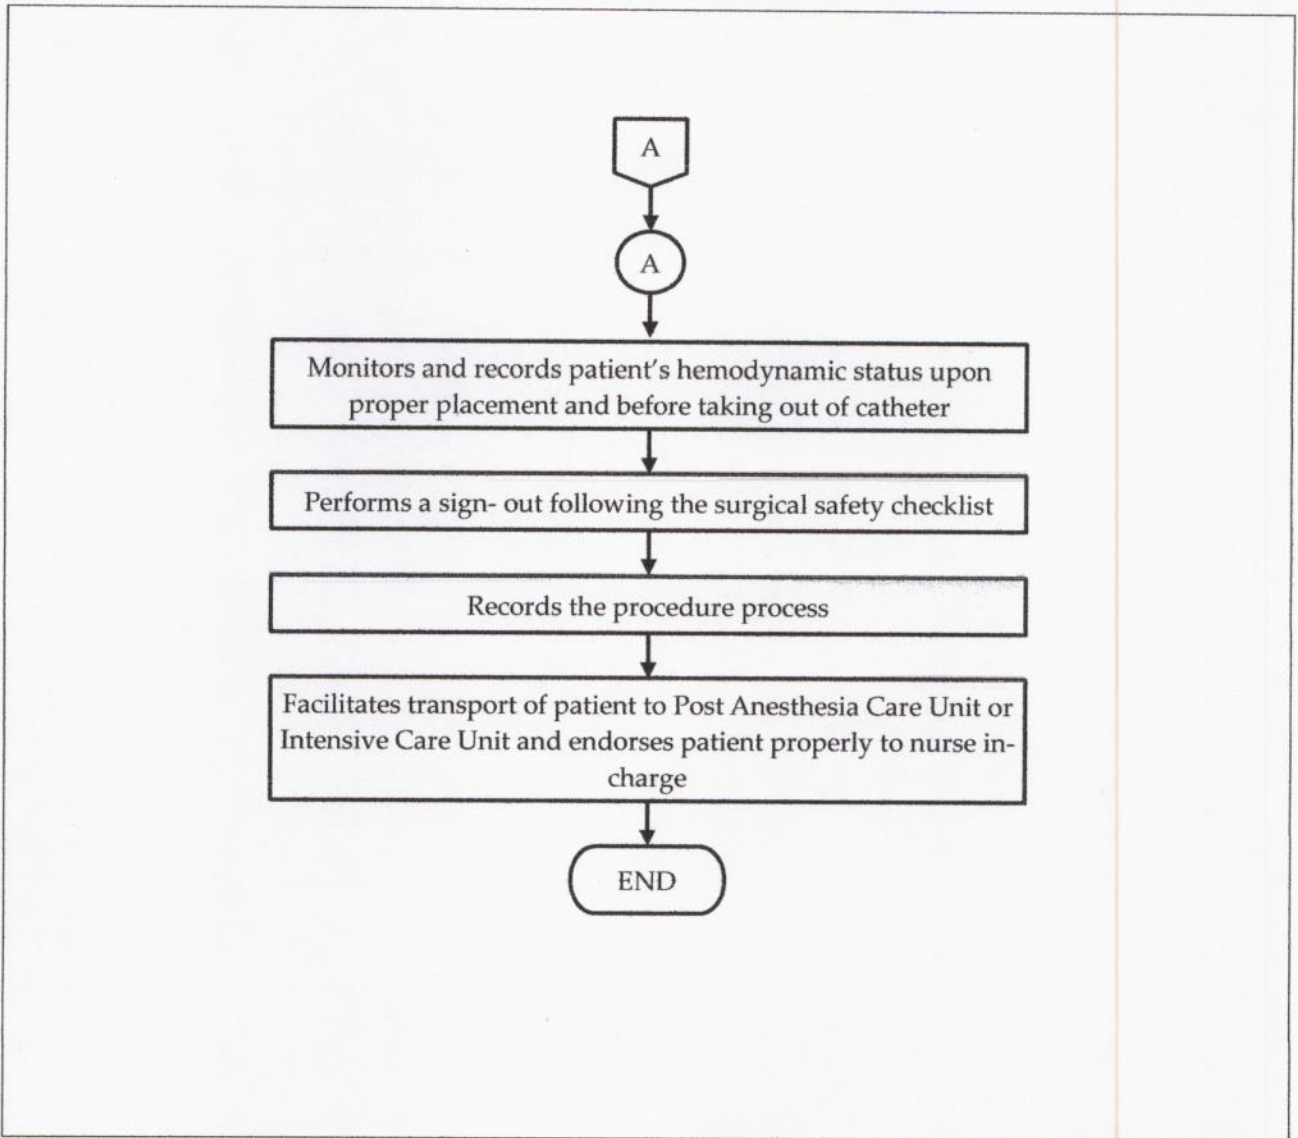 A
A
Monitors and records patient's hemodynamic status upon
proper placement and before taking out of catheter
Performs a sign- out following the surgical safety checklist
Records the procedure process
Facilitates transport of patient to Post Anesthesia Care Unit or
Intensive Care Unit and endorses patient properly to nurse in-
charge
END